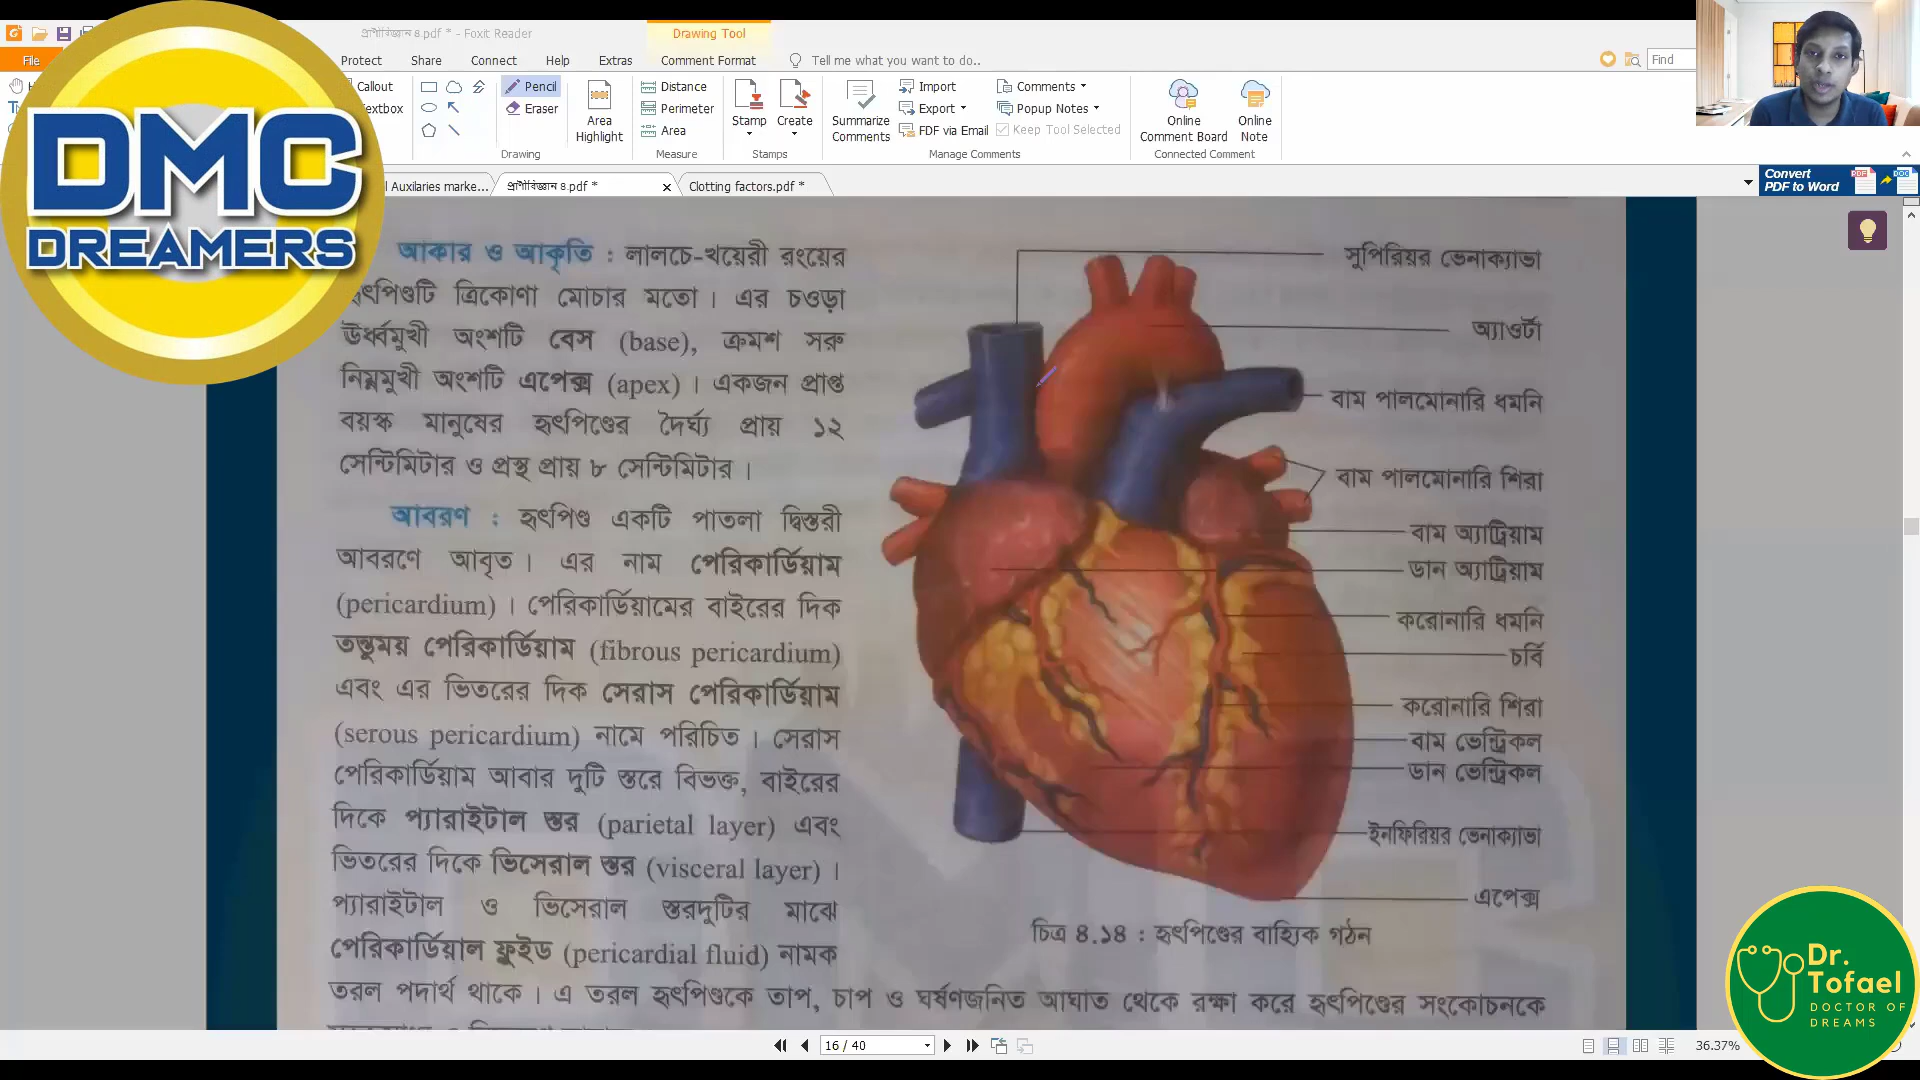 প্রাণীবিজ্ঞান ৪.pdf * - Foxit Reader
Drawing Tool
File
Protect
Share
Connect
Help
Extras
Comment Format
Tell me what you want to do..
Find
Callout
Pencil
Eraser
Area
Highlight
Drawing
Distance
Perimeter
Area
Measure
Stamp
Create
Stamps
Summarize
Comments
Import
Export
FDF via Email
Comments
Popup Notes
Keep Tool Selected
Manage Comments
Online
Comment Board
Online
Note
Connected Comment
Auxilaries marke...
প্রাণীবিজ্ঞান ৪.pdf *
Clotting factors.pdf *
Convert
PDF to Word
DMC
DREAMERS
আকার ও আকৃতি : লালচে-খয়েরী রংয়ের
হৃৎপিণ্ডটি ত্রিকোণা মোচার মতো। এর চওড়া
ঊর্ধ্বমুখী অংশটি বেস (base), ক্রমশ সরু
নিম্নমুখী অংশটি এপেক্স (apex)। একজন প্রাপ্ত
বয়স্ক মানুষের হৃৎপিণ্ডের দৈর্ঘ্য প্রায় ১২
সেন্টিমিটার ও প্রস্থ প্রায় ৮ সেন্টিমিটার।
আবরণ : হৃৎপিণ্ড একটি পাতলা দ্বিস্তরী
আবরণে আবৃত। এর নাম পেরিকার্ডিয়াম
(pericardium)। পেরিকার্ডিয়ামের বাইরের দিক
তন্তুময় পেরিকার্ডিয়াম (fibrous pericardium)
এবং এর ভিতরের দিক সেরাস পেরিকার্ডিয়াম
(serous pericardium) নামে পরিচিত। সেরাস
পেরিকার্ডিয়াম আবার দুটি স্তরে বিভক্ত, বাইরের
দিকে প্যারাইটাল স্তর (parietal layer) এবং
ভিতরের দিকে ভিসেরাল স্তর (visceral layer)।
প্যারাইটাল ও ভিসেরাল স্তরদুটির মাঝে
পেরিকার্ডিয়াল ফ্লুইড (pericardial fluid) নামক
তরল পদার্থ থাকে। এ তরল হৃৎপিণ্ডকে তাপ, চাপ ও ঘর্ষণজনিত আঘাত থেকে রক্ষা করে হৃৎপিণ্ডের সংকোচনকে
সুপিরিয়র ভেনাক্যাভা
অ্যাওর্টা
বাম পালমোনারি ধমনি
বাম পালমোনারি শিরা
বাম অ্যাট্রিয়াম
ডান অ্যাট্রিয়াম
করোনারি ধমনি
চর্বি
করোনারি শিরা
বাম ভেন্ট্রিকল
ডান ভেন্ট্রিকল
ইনফিরিয়র ভেনাক্যাভা
এপেক্স
চিত্র ৪.১৪ : হৃৎপিণ্ডের বাহ্যিক গঠন
16 / 40
36.37%
Dr.
Tofael
DOCTOR OF
DREAMS